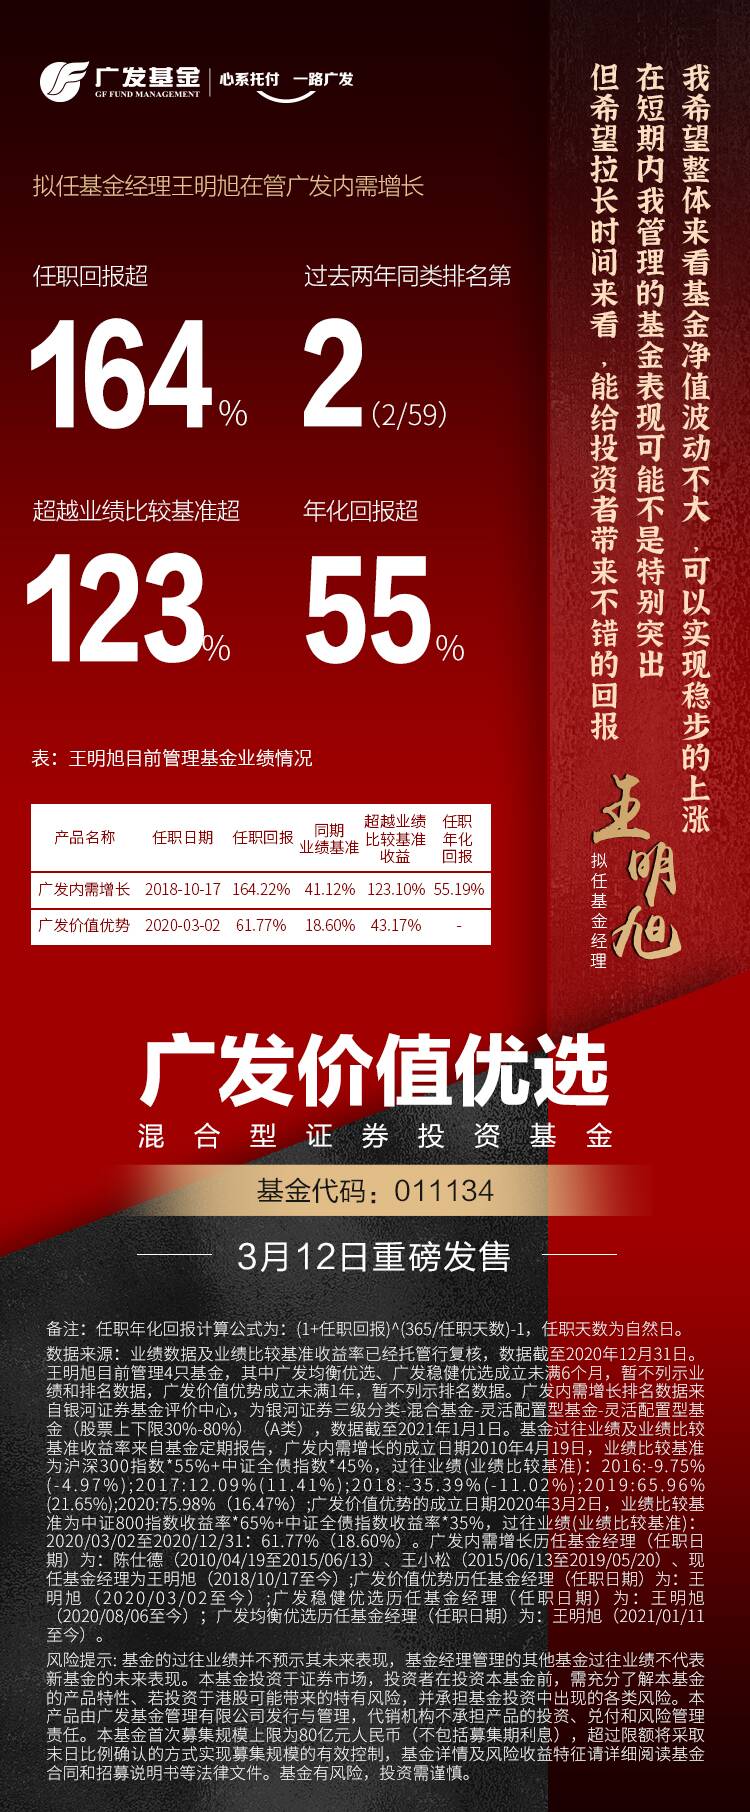 广发基金
GF FUND MANAGEMENT
心系托付 一路广发
我希望整体来看基金净值波动不大,可以实现稳步的上涨
在短期内我管理的基金表现可能不是特别突出
但希望拉长时间来看,能给投资者带来不错的回报
王明旭
拟任基金经理
拟任基金经理王明旭在管广发内需增长
任职回报超
164%
过去两年同类排名第
2(2/59)
超越业绩比较基准超
123%
年化回报超
55%
表：王明旭目前管理基金业绩情况
产品名称 任职日期 任职回报 同期业绩基准 超越业绩比较基准收益 任职年化回报
广发内需增长 2018-10-17 164.22% 41.12% 123.10% 55.19%
广发价值优势 2020-03-02 61.77% 18.60% 43.17% -
广发价值优选
混合型证券投资基金
基金代码：011134
3月12日重磅发售
备注：任职年化回报计算公式为：(1+任职回报)^(365/任职天数)-1，任职天数为自然日。
数据来源：业绩数据及业绩比较基准收益率已经托管行复核，数据截至2020年12月31日。
王明旭目前管理4只基金，其中广发均衡优选、广发稳健优选成立未满6个月，暂不列示业
绩和排名数据，广发价值优势成立未满1年，暂不列示排名数据。广发内需增长排名数据来
自银河证券基金评价中心，为银河证券三级分类-混合基金-灵活配置型基金-灵活配置型基
金（股票上下限30%-80%）（A类），数据截至2021年1月1日。基金过往业绩及业绩比较
基准收益率来自基金定期报告，广发内需增长的成立日期2010年4月19日，业绩比较基准
为沪深300指数*55%+中证全债指数*45%，过往业绩(业绩比较基准)：2016:-9.75%
(-4.97%);2017:12.09%(11.41%);2018:-35.39%(-11.02%);2019:65.96%
(21.65%);2020:75.98%（16.47%）;广发价值优势的成立日期2020年3月2日，业绩比较基
准为中证800指数收益率*65%+中证全债指数收益率*35%，过往业绩(业绩比较基准)：
2020/03/02至2020/12/31：61.77%（18.60%）。广发内需增长历任基金经理（任职日
期）为：陈仕德（2010/04/19至2015/06/13）、王小松（2015/06/13至2019/05/20）、现
任基金经理为王明旭（2018/10/17至今）;广发价值优势历任基金经理（任职日期）为：王
明旭（2020/03/02至今）;广发稳健优选历任基金经理（任职日期）为：王明旭
（2020/08/06至今）；广发均衡优选历任基金经理（任职日期）为：王明旭（2021/01/11
至今）。
风险提示: 基金的过往业绩并不预示其未来表现，基金经理管理的其他基金过往业绩不代表
新基金的未来表现。本基金投资于证券市场，投资者在投资本基金前，需充分了解本基金
的产品特性、若投资于港股可能带来的特有风险，并承担基金投资中出现的各类风险。本
产品由广发基金管理有限公司发行与管理，代销机构不承担产品的投资、兑付和风险管理
责任。本基金首次募集规模上限为80亿元人民币（不包括募集期利息），超过限额将采取
末日比例确认的方式实现募集规模的有效控制，基金详情及风险收益特征请详细阅读基金
合同和招募说明书等法律文件。基金有风险，投资需谨慎。